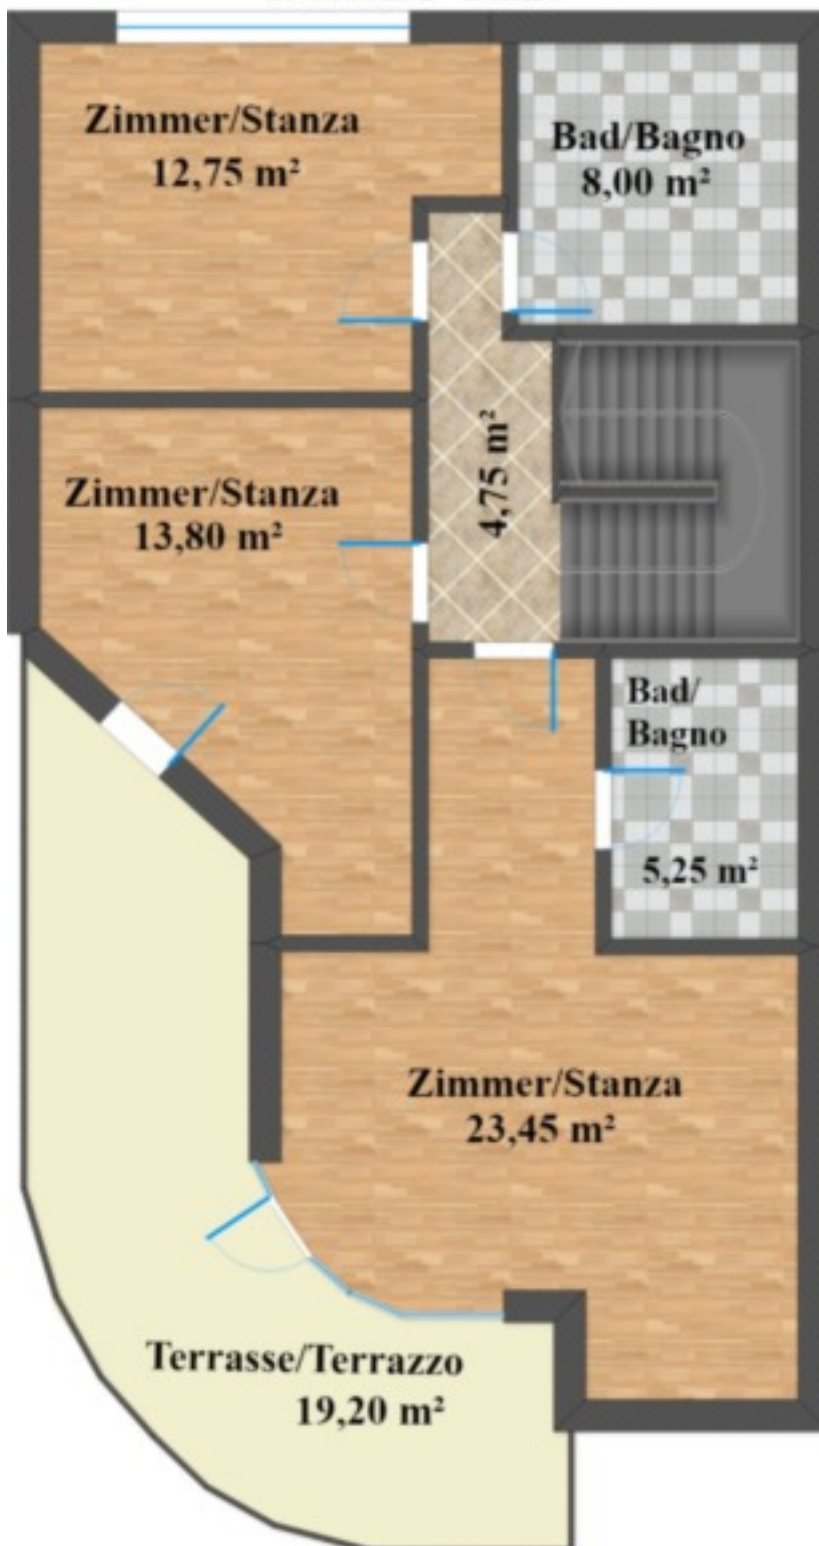 Zimmer/Stanza
12,75 m²
Bad/Bagno
8,00 m²
4,75 m²
Zimmer/Stanza
13,80 m²
Bad/
Bagno
5,25 m²
Zimmer/Stanza
23,45 m²
Terrasse/Terrazzo
19,20 m²